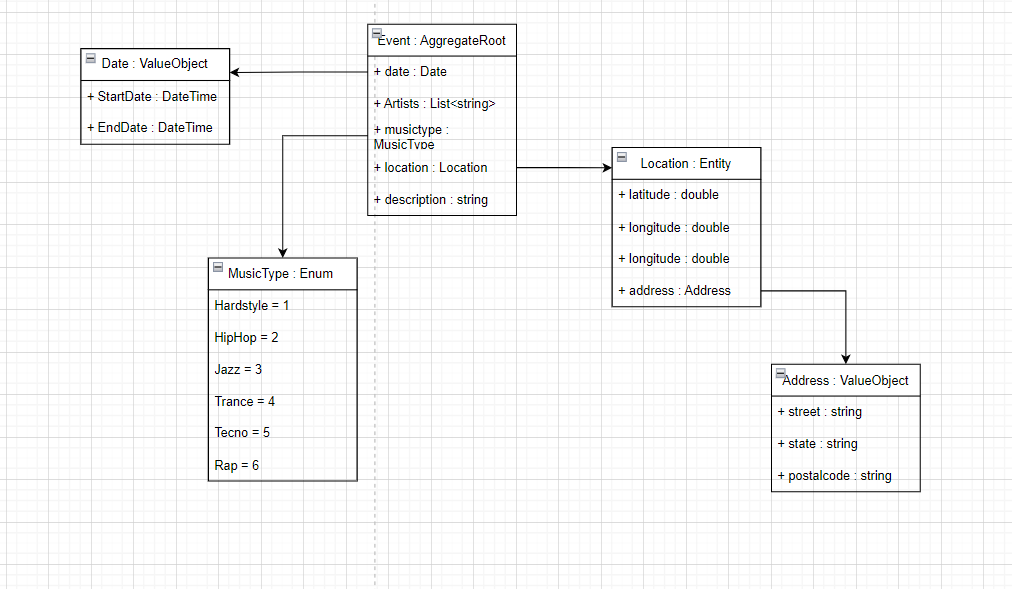 Date : ValueObject
+ StartDate : DateTime
+ EndDate : DateTime
Event : AggregateRoot
+ date : Date
+ Artists : List<string>
+ musictype :
MusicType
+ location : Location
+ description : string
Location : Entity
+ latitude : double
+ longitude : double
+ longitude : double
+ address : Address
MusicType : Enum
Hardstyle = 1
HipHop = 2
Jazz = 3
Trance = 4
Tecno = 5
Rap = 6
Address : ValueObject
+ street : string
+ state : string
+ postalcode : string